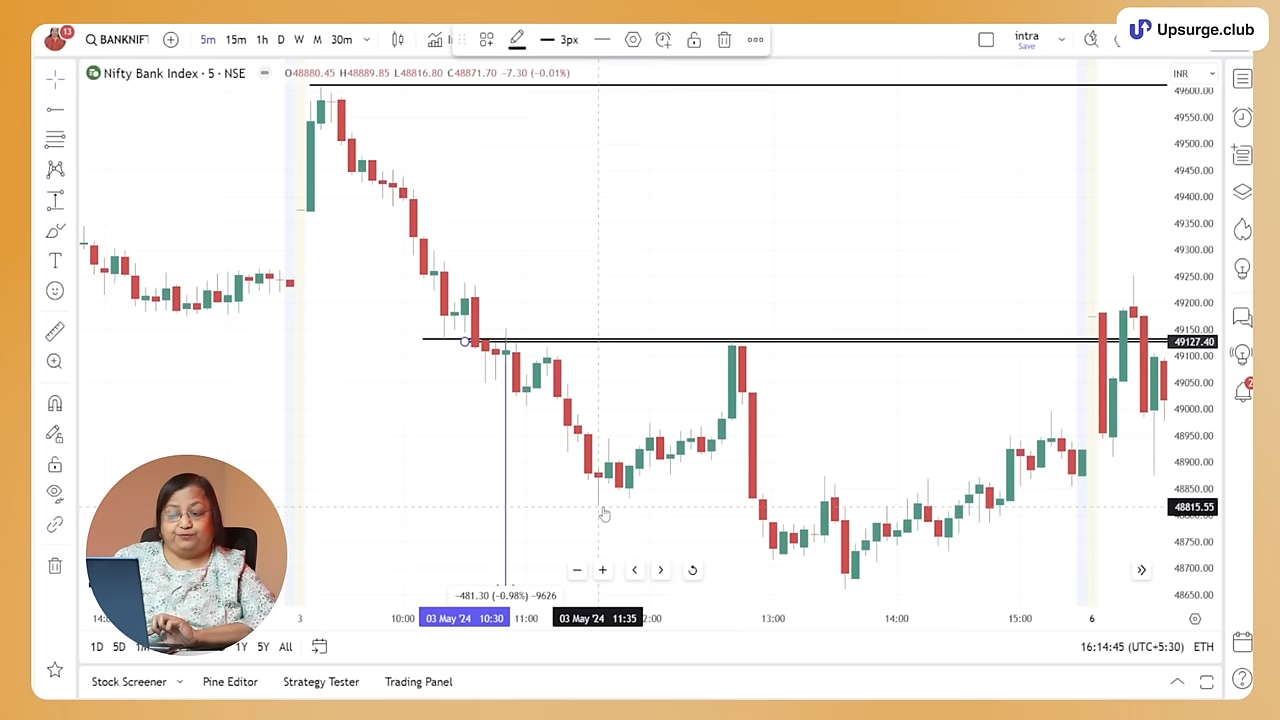 Upsurge.club
13
BANKNIFT
5m 15m 1h D W M 30m
3px
intra
Save
Nifty Bank Index · 5 · NSE
O48880.45 H48889.85 L48816.80 C48871.70 -7.30 (-0.01%)
INR
49600.00
49550.00
49500.00
49450.00
49400.00
49350.00
49300.00
49250.00
49200.00
49150.00
49127.40
49100.00
49050.00
49000.00
48950.00
48900.00
48850.00
48815.55
48750.00
48700.00
48650.00
−481.30 (−0.98%) −9626
3 10:00 03 May '24 10:30 11:00 03 May '24 11:35 2:00 13:00 14:00 15:00 6
1D 5D 1Y 5Y All
16:14:45 (UTC+5:30) ETH
Stock Screener Pine Editor Strategy Tester Trading Panel